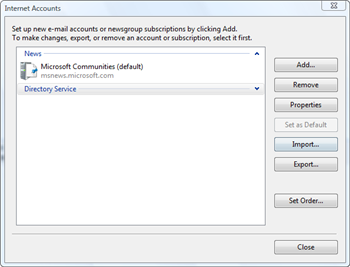 Internet Accounts
Set up new e-mail accounts or newsgroup subscriptions by clicking Add.
To make changes, export, or remove an account or subscription, select it first.
News
Microsoft Communities (default)
msnews.microsoft.com
Directory Service
Add...
Remove
Properties
Set as Default
Import...
Export...
Set Order...
Close